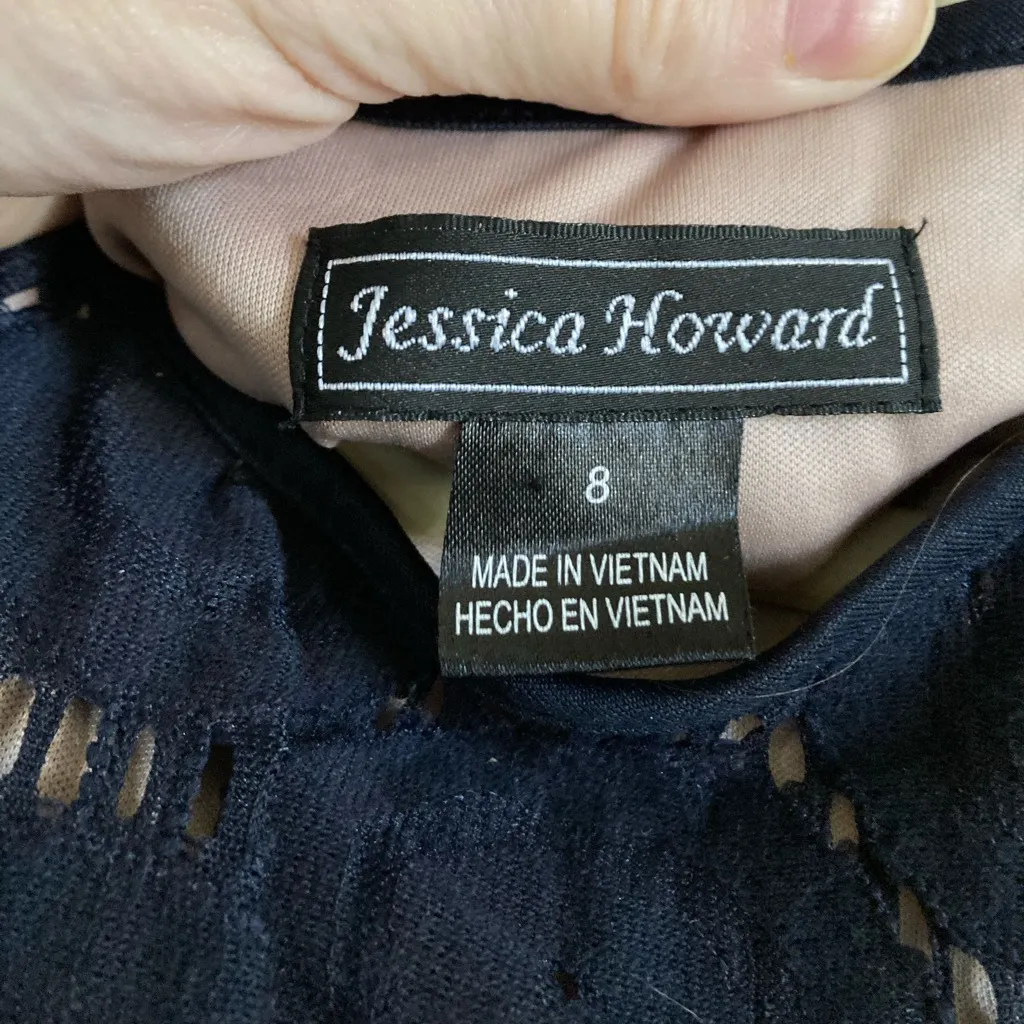 Jessica Howard
8
MADE IN VIETNAM
HECHO EN VIETNAM